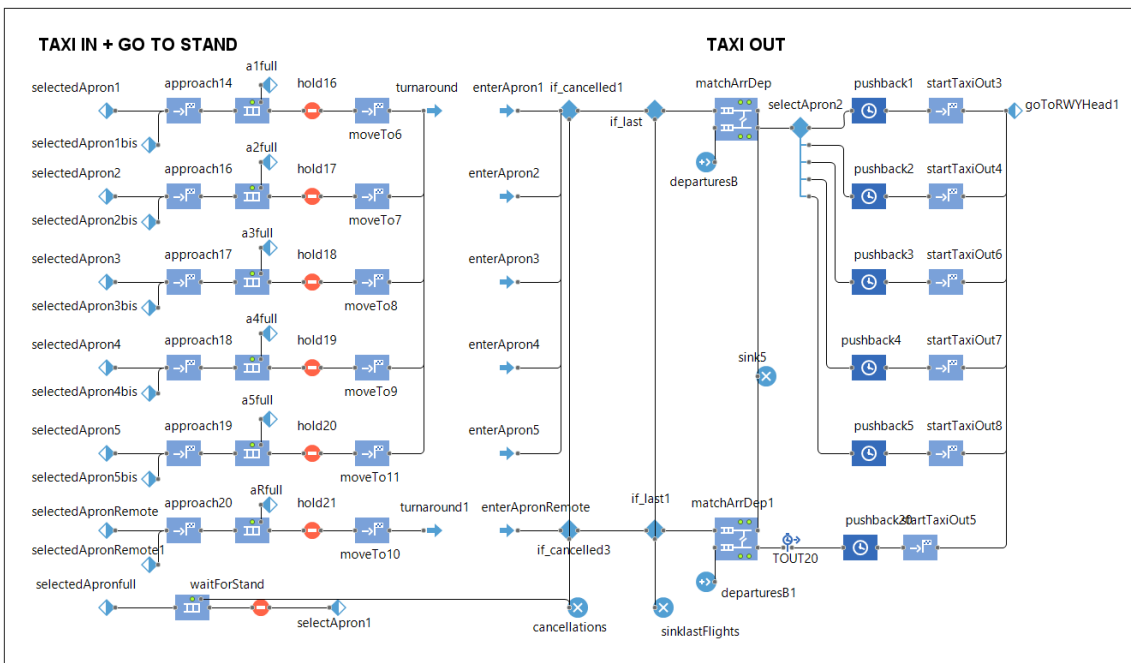 TAXI IN + GO TO STAND
TAXI OUT
a1full
selectedApron1
approach14
hold16
turnaround
enterApron1
if_cancelled1
matchArrDep
selectApron2
pushback1
startTaxiOut3
goToRWYHead1
moveTo6
if_last
selectedApron1bis
a2full
selectedApron2
approach16
hold17
enterApron2
departuresB
pushback2
startTaxiOut4
selectedApron2bis
moveTo7
a3full
selectedApron3
approach17
hold18
enterApron3
pushback3
startTaxiOut6
selectedApron3bis
moveTo8
a4full
selectedApron4
approach18
hold19
enterApron4
pushback4
startTaxiOut7
sink5
selectedApron4bis
moveTo9
a5full
selectedApron5
approach19
hold20
enterApron5
pushback5
startTaxiOut8
selectedApron5bis
moveTo11
aRfull
selectedApronRemote
approach20
hold21
turnaround1
enterApronRemote
if_last1
matchArrDep1
pushback20
startTaxiOut5
selectedApronRemote1
moveTo10
if_cancelled3
TOUT20
selectedApronfull
waitForStand
departuresB1
selectApron1
cancellations
sinklastFlights